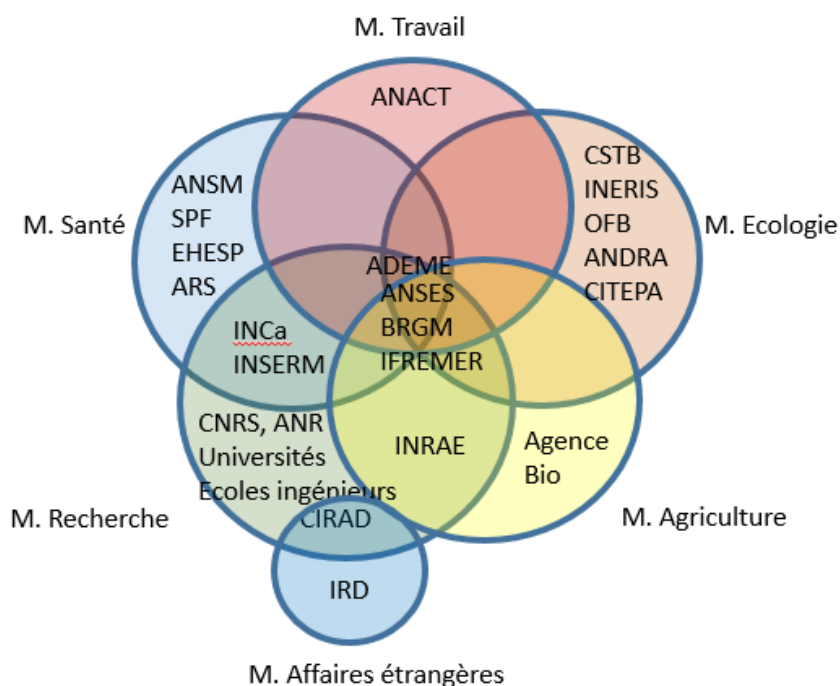 M. Travail
ANACT
M. Santé
ANSM
SPF
EHESP
ARS
CSTB
INERIS
OFB
ANDRA
CITEPA
M. Ecologie
ADEME
ANSES
BRGM
IFREMER
INCa
INSERM
CNRS, ANR
Universités
Ecoles ingénieurs
CIRAD
INRAE
Agence
Bio
M. Recherche
M. Agriculture
IRD
M. Affaires étrangères